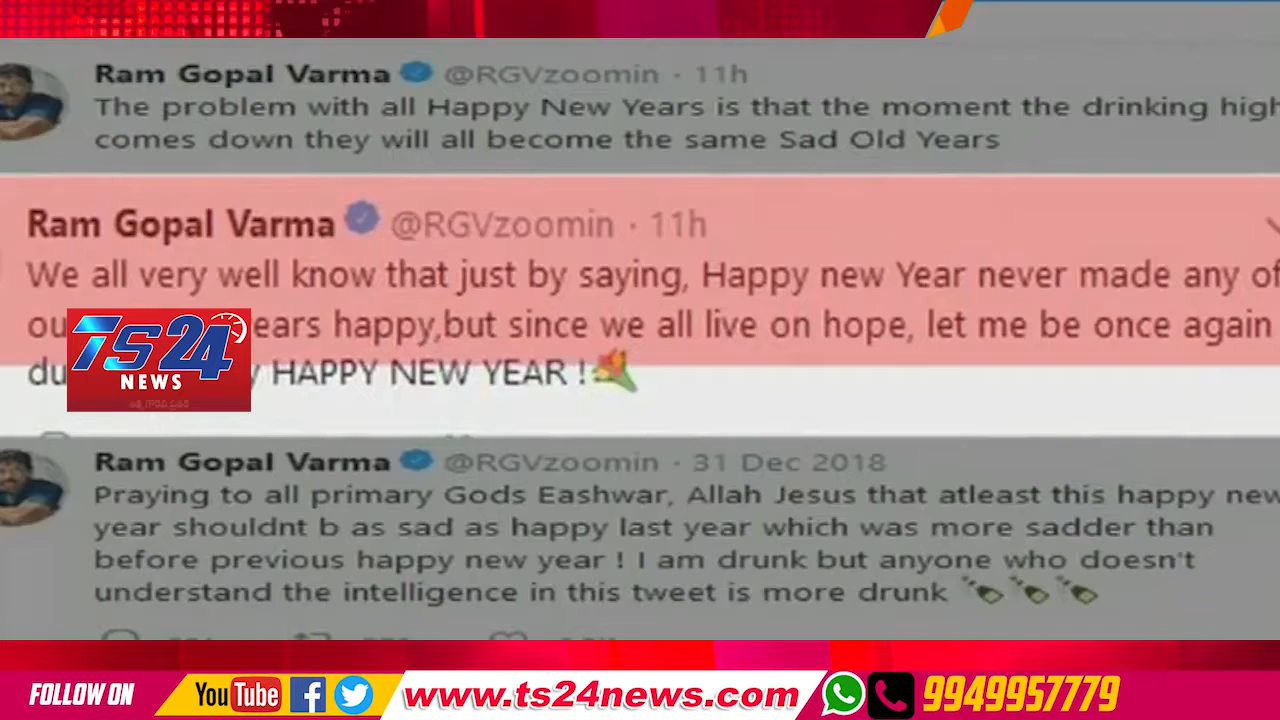 Ram Gopal Varma @RGVzoomin · 11h
The problem with all Happy New Years is that the moment the drinking high
comes down they will all become the same Sad Old Years
Ram Gopal Varma @RGVzoomin · 11h
We all very well know that just by saying, Happy new Year never made any of
ou ears happy,but since we all live on hope, let me be once again
du y HAPPY NEW YEAR !
TS 24
NEWS
Ram Gopal Varma @RGVzoomin · 31 Dec 2018
Praying to all primary Gods Eashwar, Allah Jesus that atleast this happy new
year shouldnt b as sad as happy last year which was more sadder than
before previous happy new year ! I am drunk but anyone who doesn't
understand the intelligence in this tweet is more drunk
FOLLOW ON YouTube www.ts24news.com 9949957779